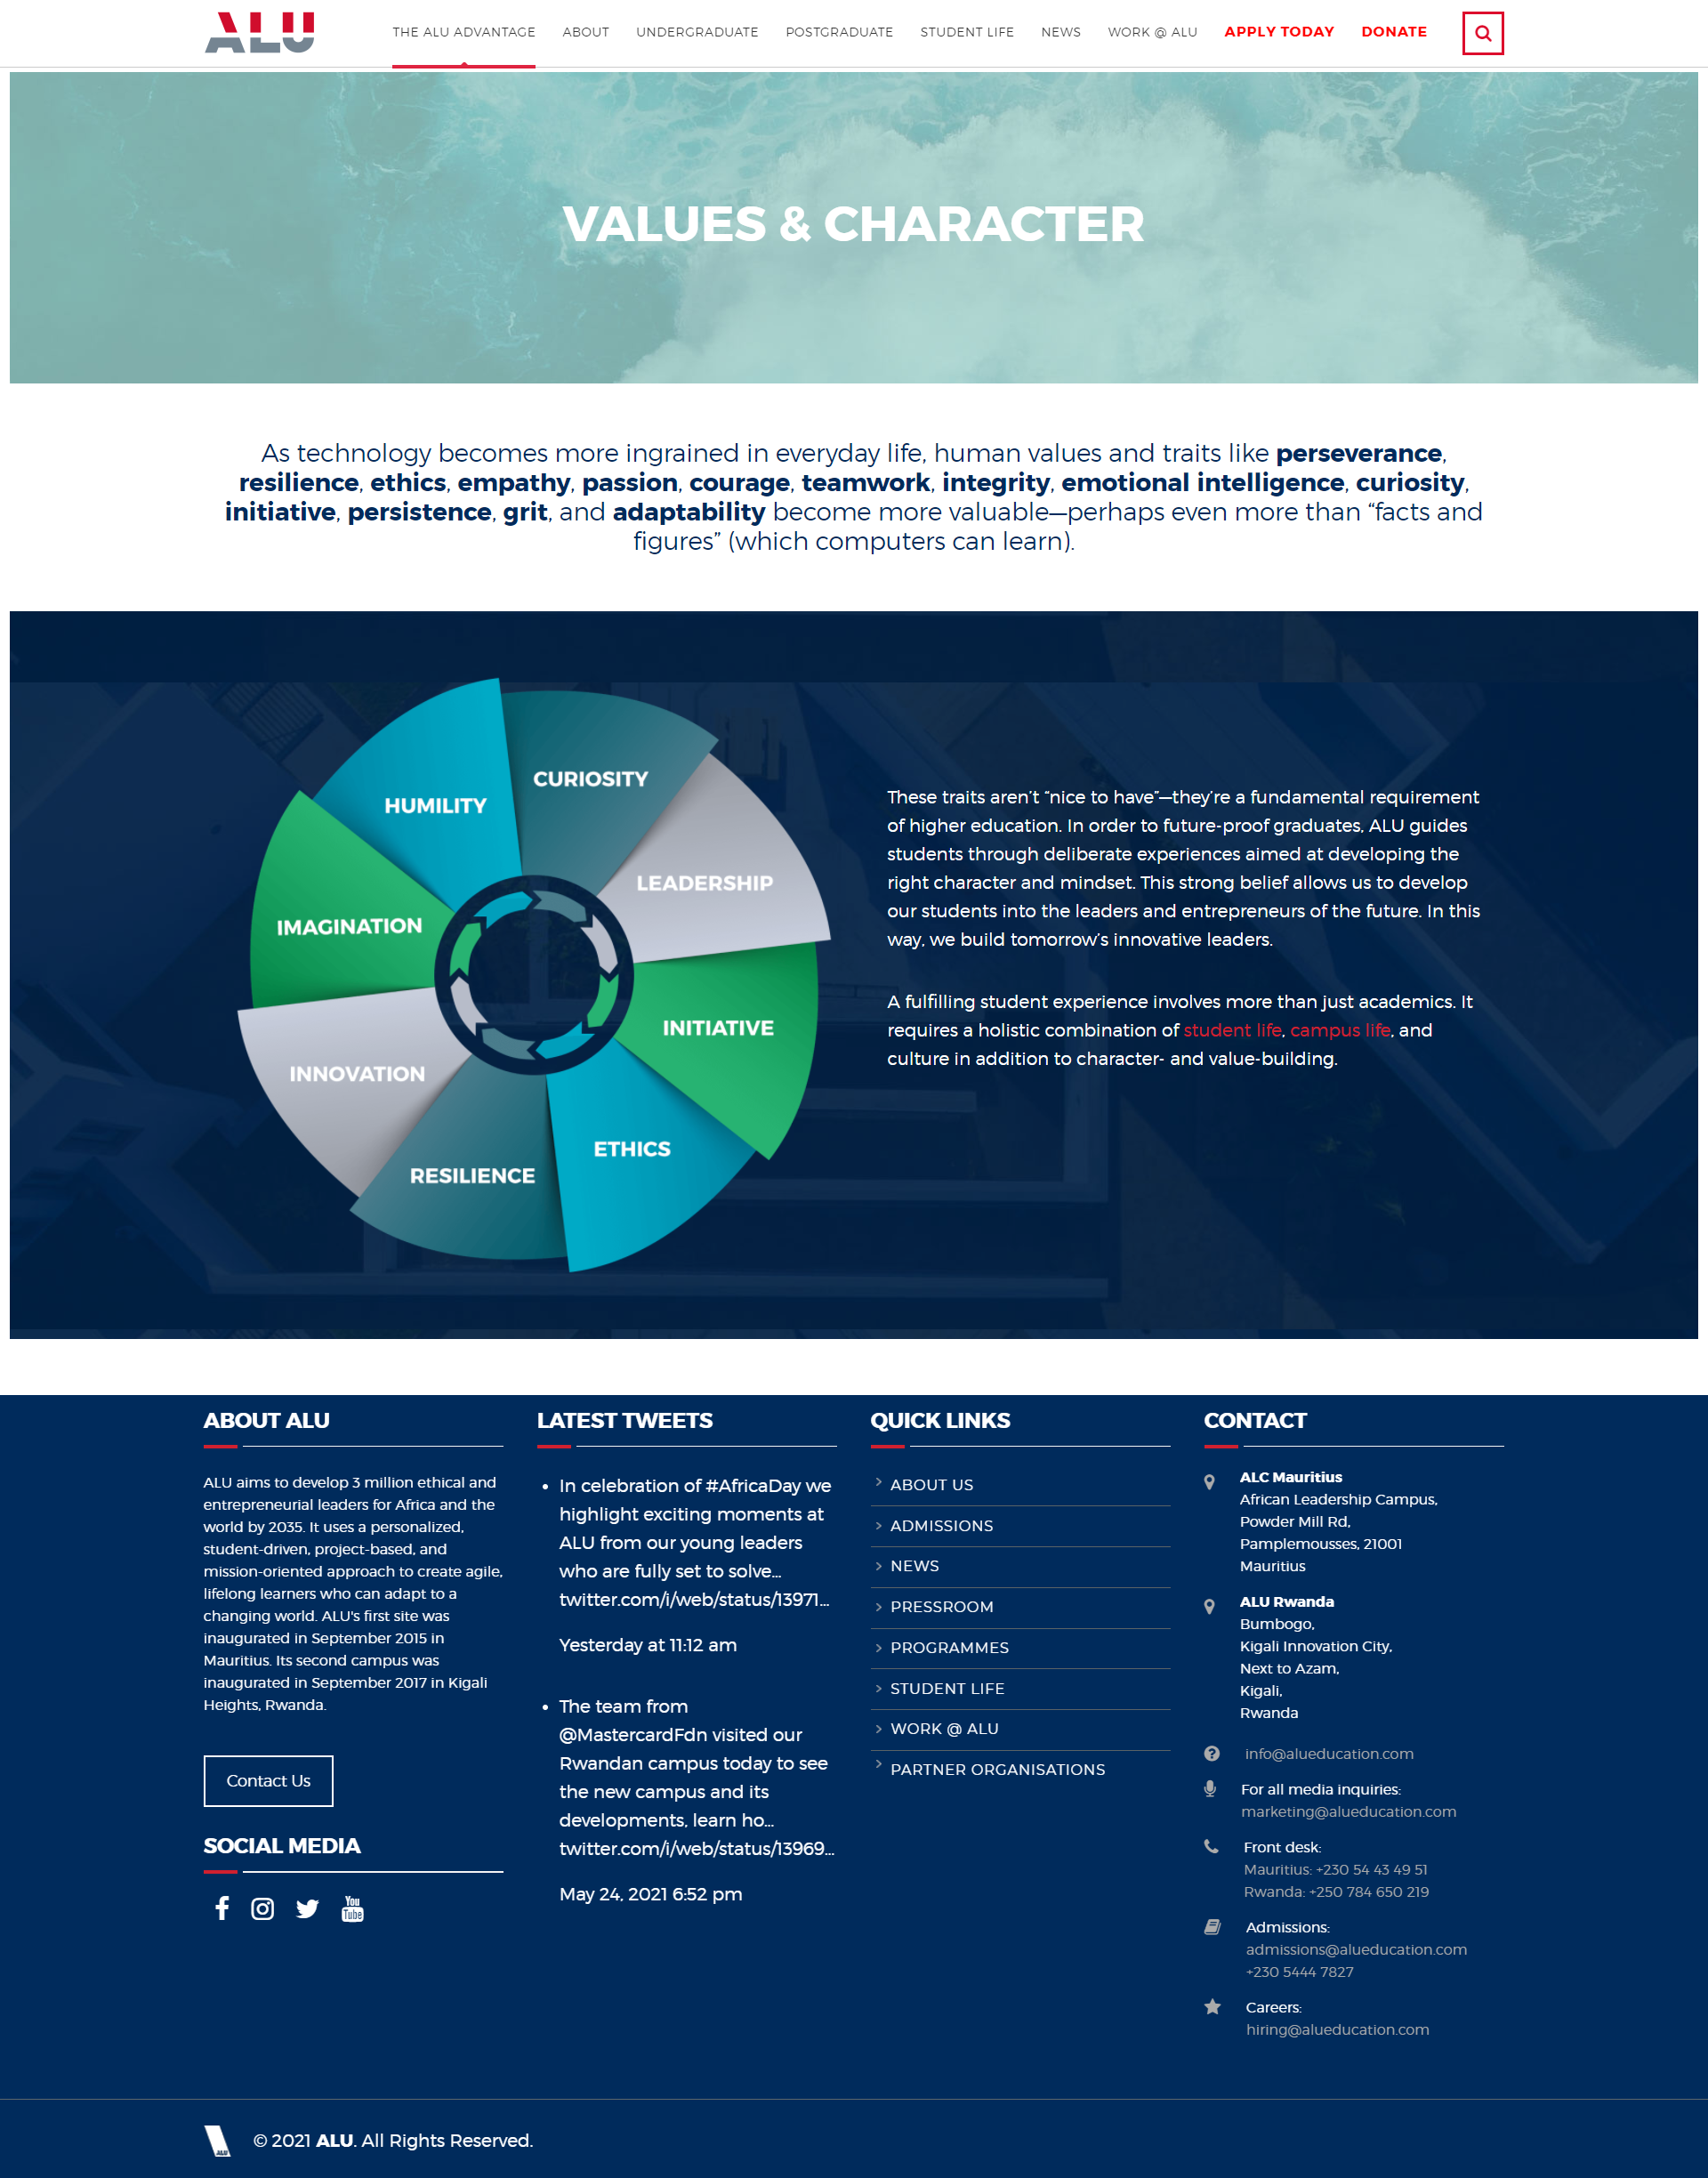 ALU
THE ALU ADVANTAGE
ABOUT
UNDERGRADUATE
POSTGRADUATE
STUDENT LIFE
NEWS
WORK @ ALU
APPLY TODAY
DONATE
VALUES & CHARACTER
As technology becomes more ingrained in everyday life, human values and traits like perseverance,
resilience, ethics, empathy, passion, courage, teamwork, integrity, emotional intelligence, curiosity,
initiative, persistence, grit, and adaptability become more valuable—perhaps even more than “facts and
figures” (which computers can learn).
CURIOSITY
HUMILITY
LEADERSHIP
IMAGINATION
INITIATIVE
INNOVATION
ETHICS
RESILIENCE
These traits aren’t “nice to have”—they’re a fundamental requirement
of higher education. In order to future-proof graduates, ALU guides
students through deliberate experiences aimed at developing the
right character and mindset. This strong belief allows us to develop
our students into the leaders and entrepreneurs of the future. In this
way, we build tomorrow’s innovative leaders.
A fulfilling student experience involves more than just academics. It
requires a holistic combination of student life, campus life, and
culture in addition to character- and value-building.
ABOUT ALU
ALU aims to develop 3 million ethical and
entrepreneurial leaders for Africa and the
world by 2035. It uses a personalized,
student-driven, project-based, and
mission-oriented approach to create agile,
lifelong learners who can adapt to a
changing world. ALU's first site was
inaugurated in September 2015 in
Mauritius. Its second campus was
inaugurated in September 2017 in Kigali
Heights, Rwanda.
Contact Us
SOCIAL MEDIA
You
Tube
LATEST TWEETS
• In celebration of #AfricaDay we
highlight exciting moments at
ALU from our young leaders
who are fully set to solve…
twitter.com/i/web/status/13971…
Yesterday at 11:12 am
• The team from
@MastercardFdn visited our
Rwandan campus today to see
the new campus and its
developments, learn ho…
twitter.com/i/web/status/13969…
May 24, 2021 6:52 pm
QUICK LINKS
ABOUT US
ADMISSIONS
NEWS
PRESSROOM
PROGRAMMES
STUDENT LIFE
WORK @ ALU
PARTNER ORGANISATIONS
CONTACT
ALC Mauritius
African Leadership Campus,
Powder Mill Rd,
Pamplemousses, 21001
Mauritius
ALU Rwanda
Bumbogo,
Kigali Innovation City,
Next to Azam,
Kigali,
Rwanda
info@alueducation.com
For all media inquiries:
marketing@alueducation.com
Front desk:
Mauritius: +230 54 43 49 51
Rwanda: +250 784 650 219
Admissions:
admissions@alueducation.com
+230 5444 7827
Careers:
hiring@alueducation.com
ALU
© 2021 ALU. All Rights Reserved.